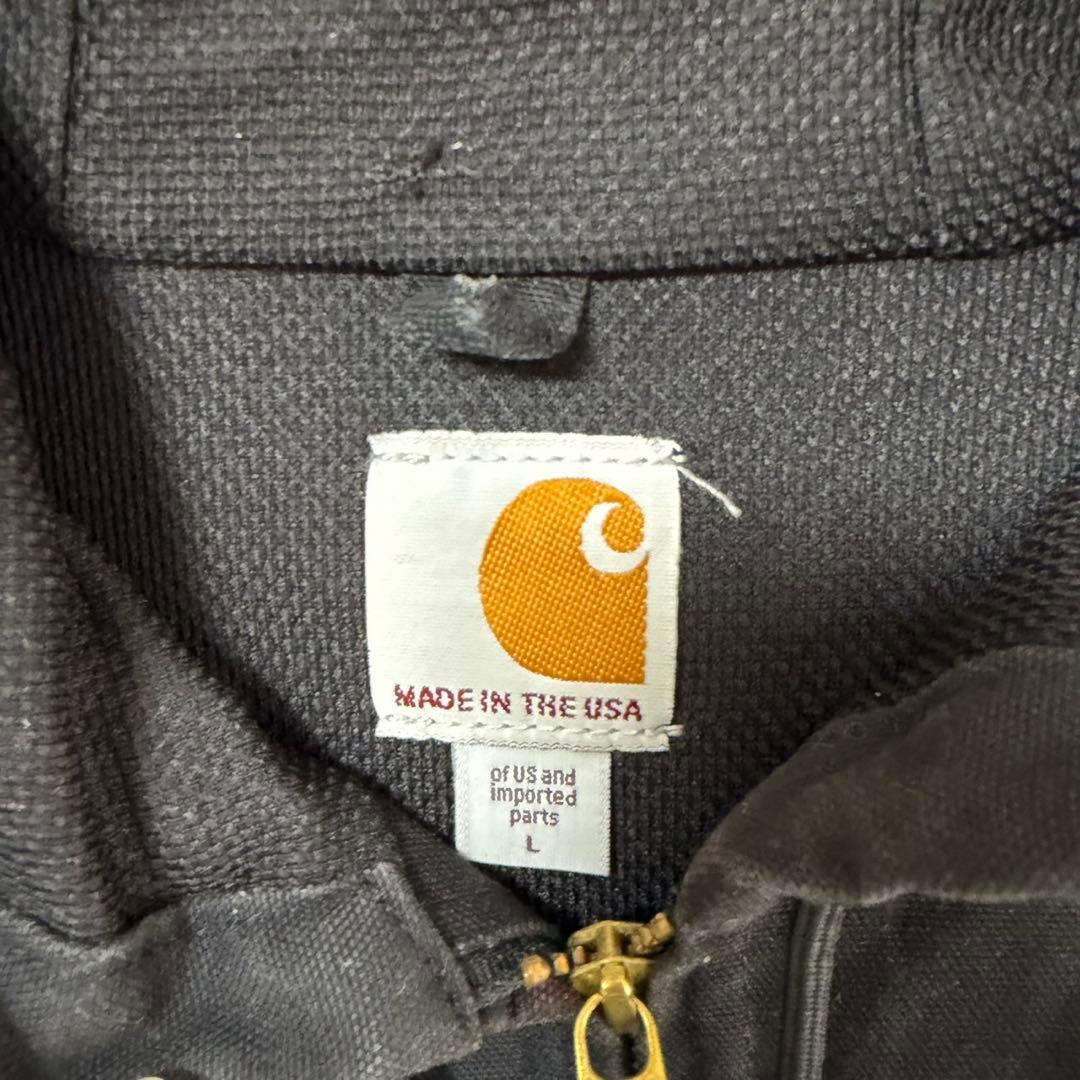 MADE IN THE USA
of US and
imported
parts
L